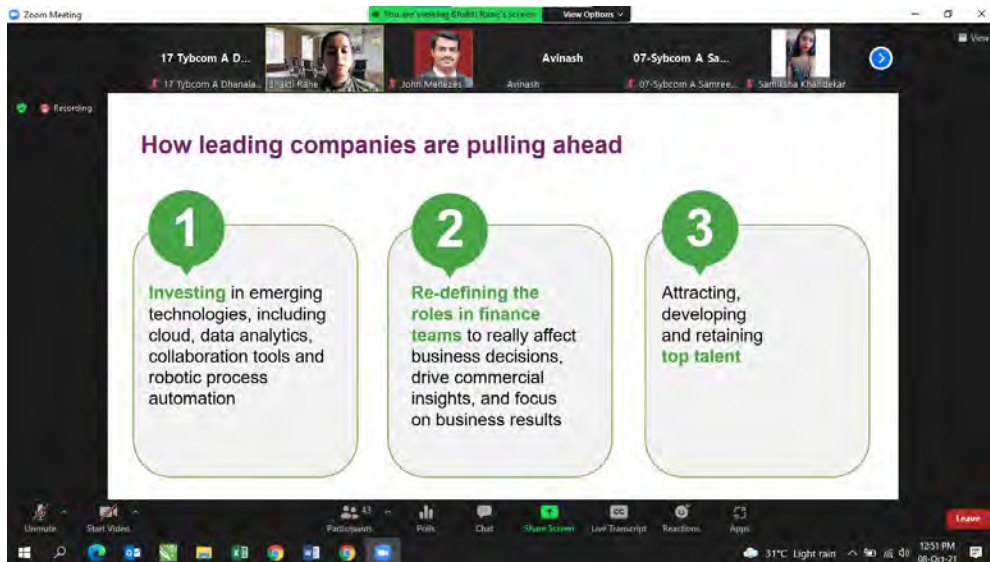 Zoom Meeting
You are viewing Bhakti Rane's screen
View Options
View
17 Tybcom A D...
Avinash
07-Sybcom A Sa...
17 Tybcom A Dhanala...
Bhakti Rane
John Menezes
Avinash
07-Sybcom A Samree...
Samiksha Khandekar
Recording
How leading companies are pulling ahead
1
Investing in emerging
technologies, including
cloud, data analytics,
collaboration tools and
robotic process
automation
2
Re-defining the
roles in finance
teams to really affect
business decisions,
drive commercial
insights, and focus
on business results
3
Attracting,
developing
and retaining
top talent
Unmute
Start Video
43
Participants
Polls
Chat
Share Screen
CC
Live Transcript
Reactions
Apps
Leave
31°C Light rain
12:51 PM
08-Oct-21